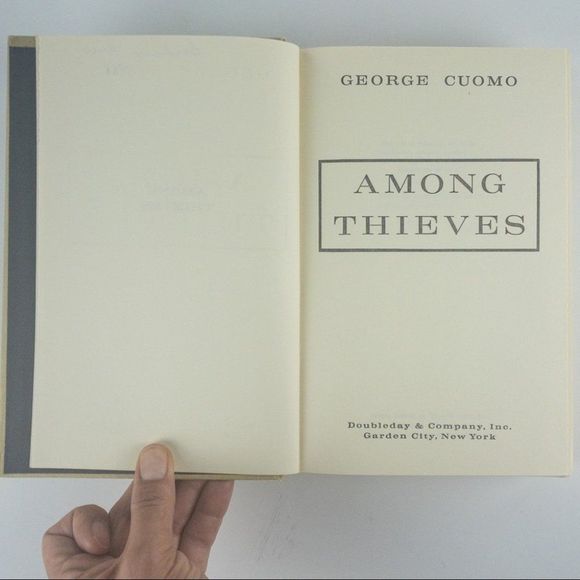 GEORGE CUOMO
AMONG
THIEVES
Doubleday & Company, Inc.
Garden City, New York